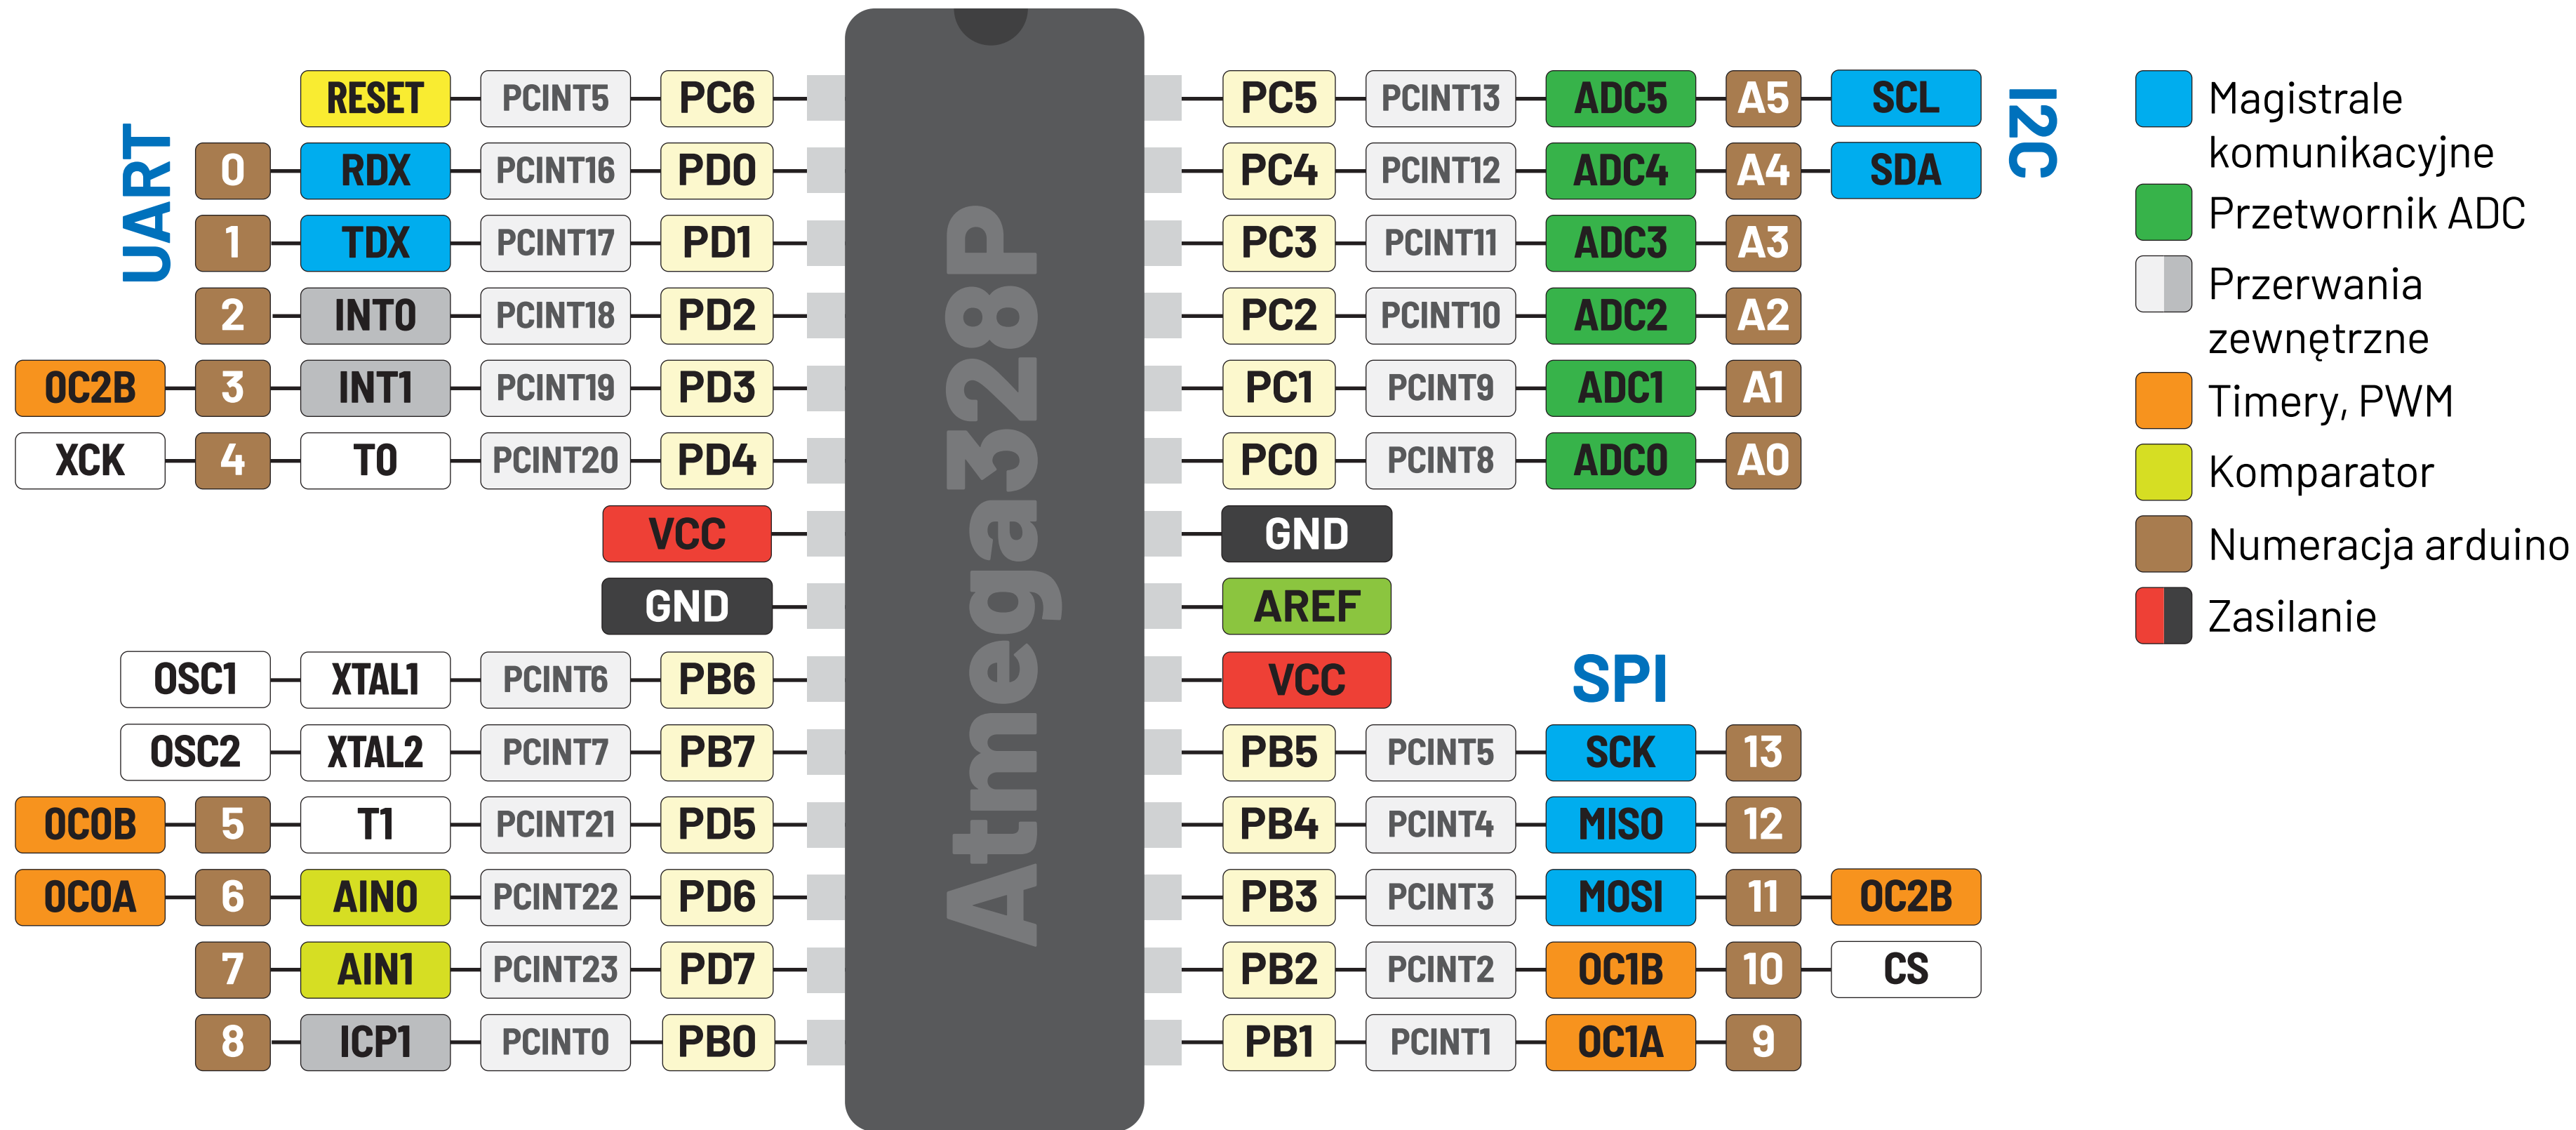 RESET PCINT5 PC6 PC5 PCINT13 ADC5 A5 SCL
0 RDX PCINT16 PD0 PC4 PCINT12 ADC4 A4 SDA
1 TDX PCINT17 PD1 PC3 PCINT11 ADC3 A3
2 INT0 PCINT18 PD2 PC2 PCINT10 ADC2 A2
OC2B 3 INT1 PCINT19 PD3 PC1 PCINT9 ADC1 A1
XCK 4 T0 PCINT20 PD4 PC0 PCINT8 ADC0 A0
VCC GND
GND AREF
OSC1 XTAL1 PCINT6 PB6 VCC
OSC2 XTAL2 PCINT7 PB7 PB5 PCINT5 SCK 13
OC0B 5 T1 PCINT21 PD5 PB4 PCINT4 MISO 12
OC0A 6 AIN0 PCINT22 PD6 PB3 PCINT3 MOSI 11 OC2B
7 AIN1 PCINT23 PD7 PB2 PCINT2 OC1B 10 CS
8 ICP1 PCINT0 PB0 PB1 PCINT1 OC1A 9
UART
Atmega328P
I2C
SPI
Magistrale
komunikacyjne
Przetwornik ADC
Przerwania
zewnętrzne
Timery, PWM
Komparator
Numeracja arduino
Zasilanie